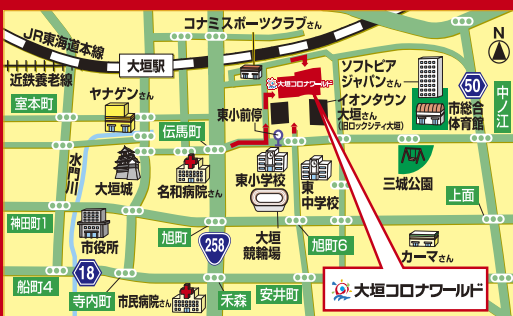 コナミスポーツクラブさん
N
JR東海道本線
大垣駅
近鉄養老線
大垣コロナワールド
ソフトピア
ジャパンさん
50
中ノ江
室本町
ヤナゲンさん
東小前停
イオンタウン
大垣さん
(旧ロックシティ大垣)
市総合
体育館
伝馬町
水門川
大垣城
名和病院さん
東小学校
東
中学校
三城公園
上面
神田町1
市役所
旭町
258
大垣
競輪場
旭町6
カーマさん
18
船町4
寺内町
市民病院さん
禾森
安井町
大垣コロナワールド